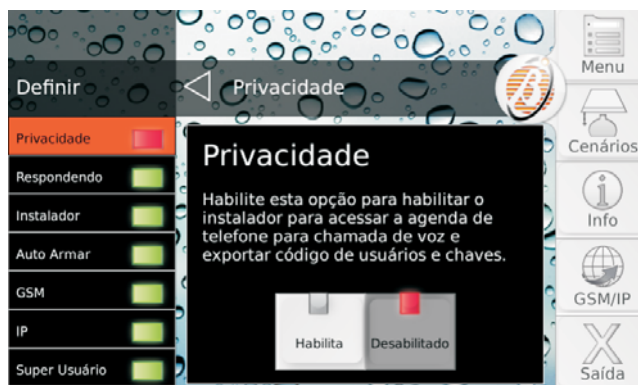 Definir
Privacidade
Menu
Privacidade
Respondendo
Instalador
Auto Armar
GSM
IP
Super Usuário
Privacidade
Habilite esta opção para habilitar o
instalador para acessar a agenda de
telefone para chamada de voz e
exportar código de usuários e chaves.
Habilita
Desabilitado
Cenários
Info
GSM/IP
Saída